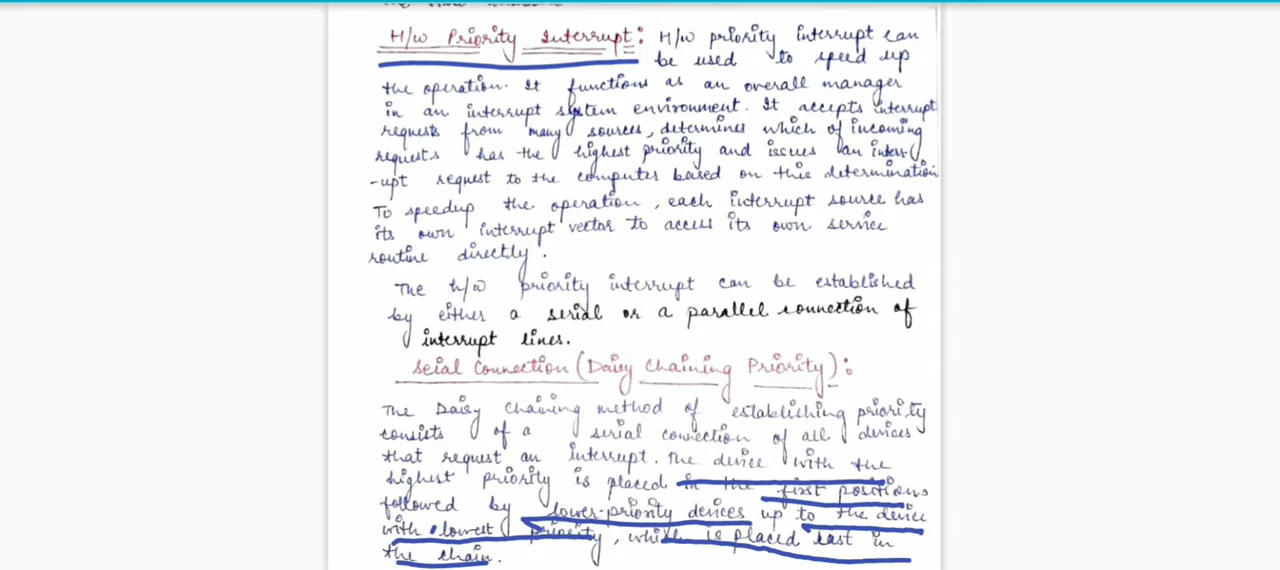 H/w Priority Interrupt : H/w priority interrupt can
be used to speed up
the operation. It functions as an overall manager
in an interrupt system environment. It accepts interrupt
requests from many sources, determines which of incoming
requests has the highest priority and issues an inter-
-upt request to the computer based on this determination
To speedup the operation, each interrupt source has
its own interrupt vector to access its own service
routine directly.
The h/w priority interrupt can be established
by either a serial or a parallel connection of
interrupt lines.
Seial Connection (Daisy Chaining Priority) :
The Daisy Chaining method of establishing priority
consists of a serial connection of all devices
that request an interrupt. The device with the
highest priority is placed in the first positions
followed by lower-priority devices up to the device
with lowest priority, which is placed last in
the chain.